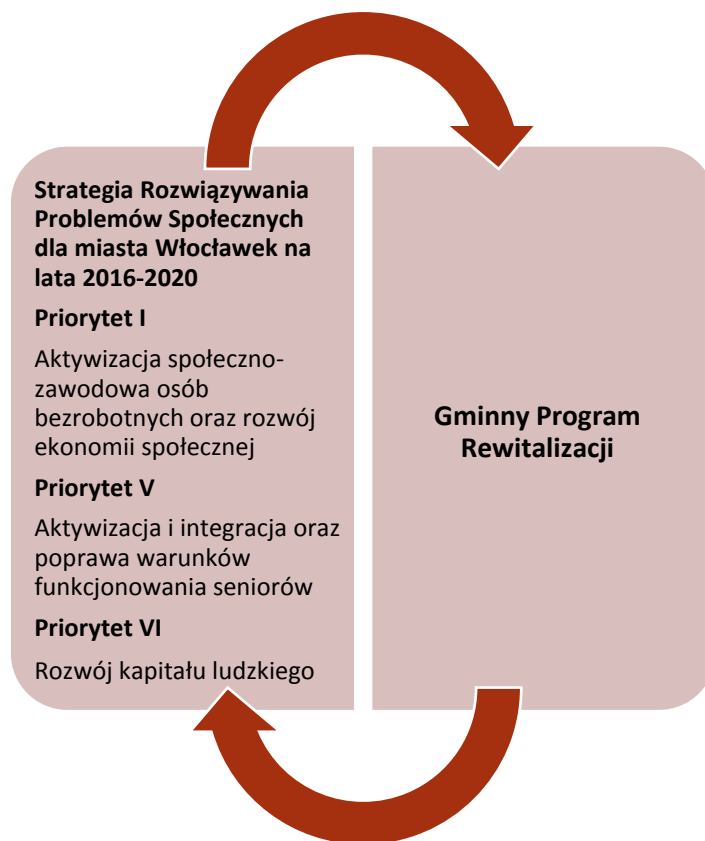 Strategia Rozwiązywania
Problemów Społecznych
dla miasta Włocławek na
lata 2016-2020
Priorytet I
Aktywizacja społeczno-
zawodowa osób
bezrobotnych oraz rozwój
ekonomii społecznej
Priorytet V
Aktywizacja i integracja oraz
poprawa warunków
funkcjonowania seniorów
Priorytet VI
Rozwój kapitału ludzkiego
Gminny Program
Rewitalizacji